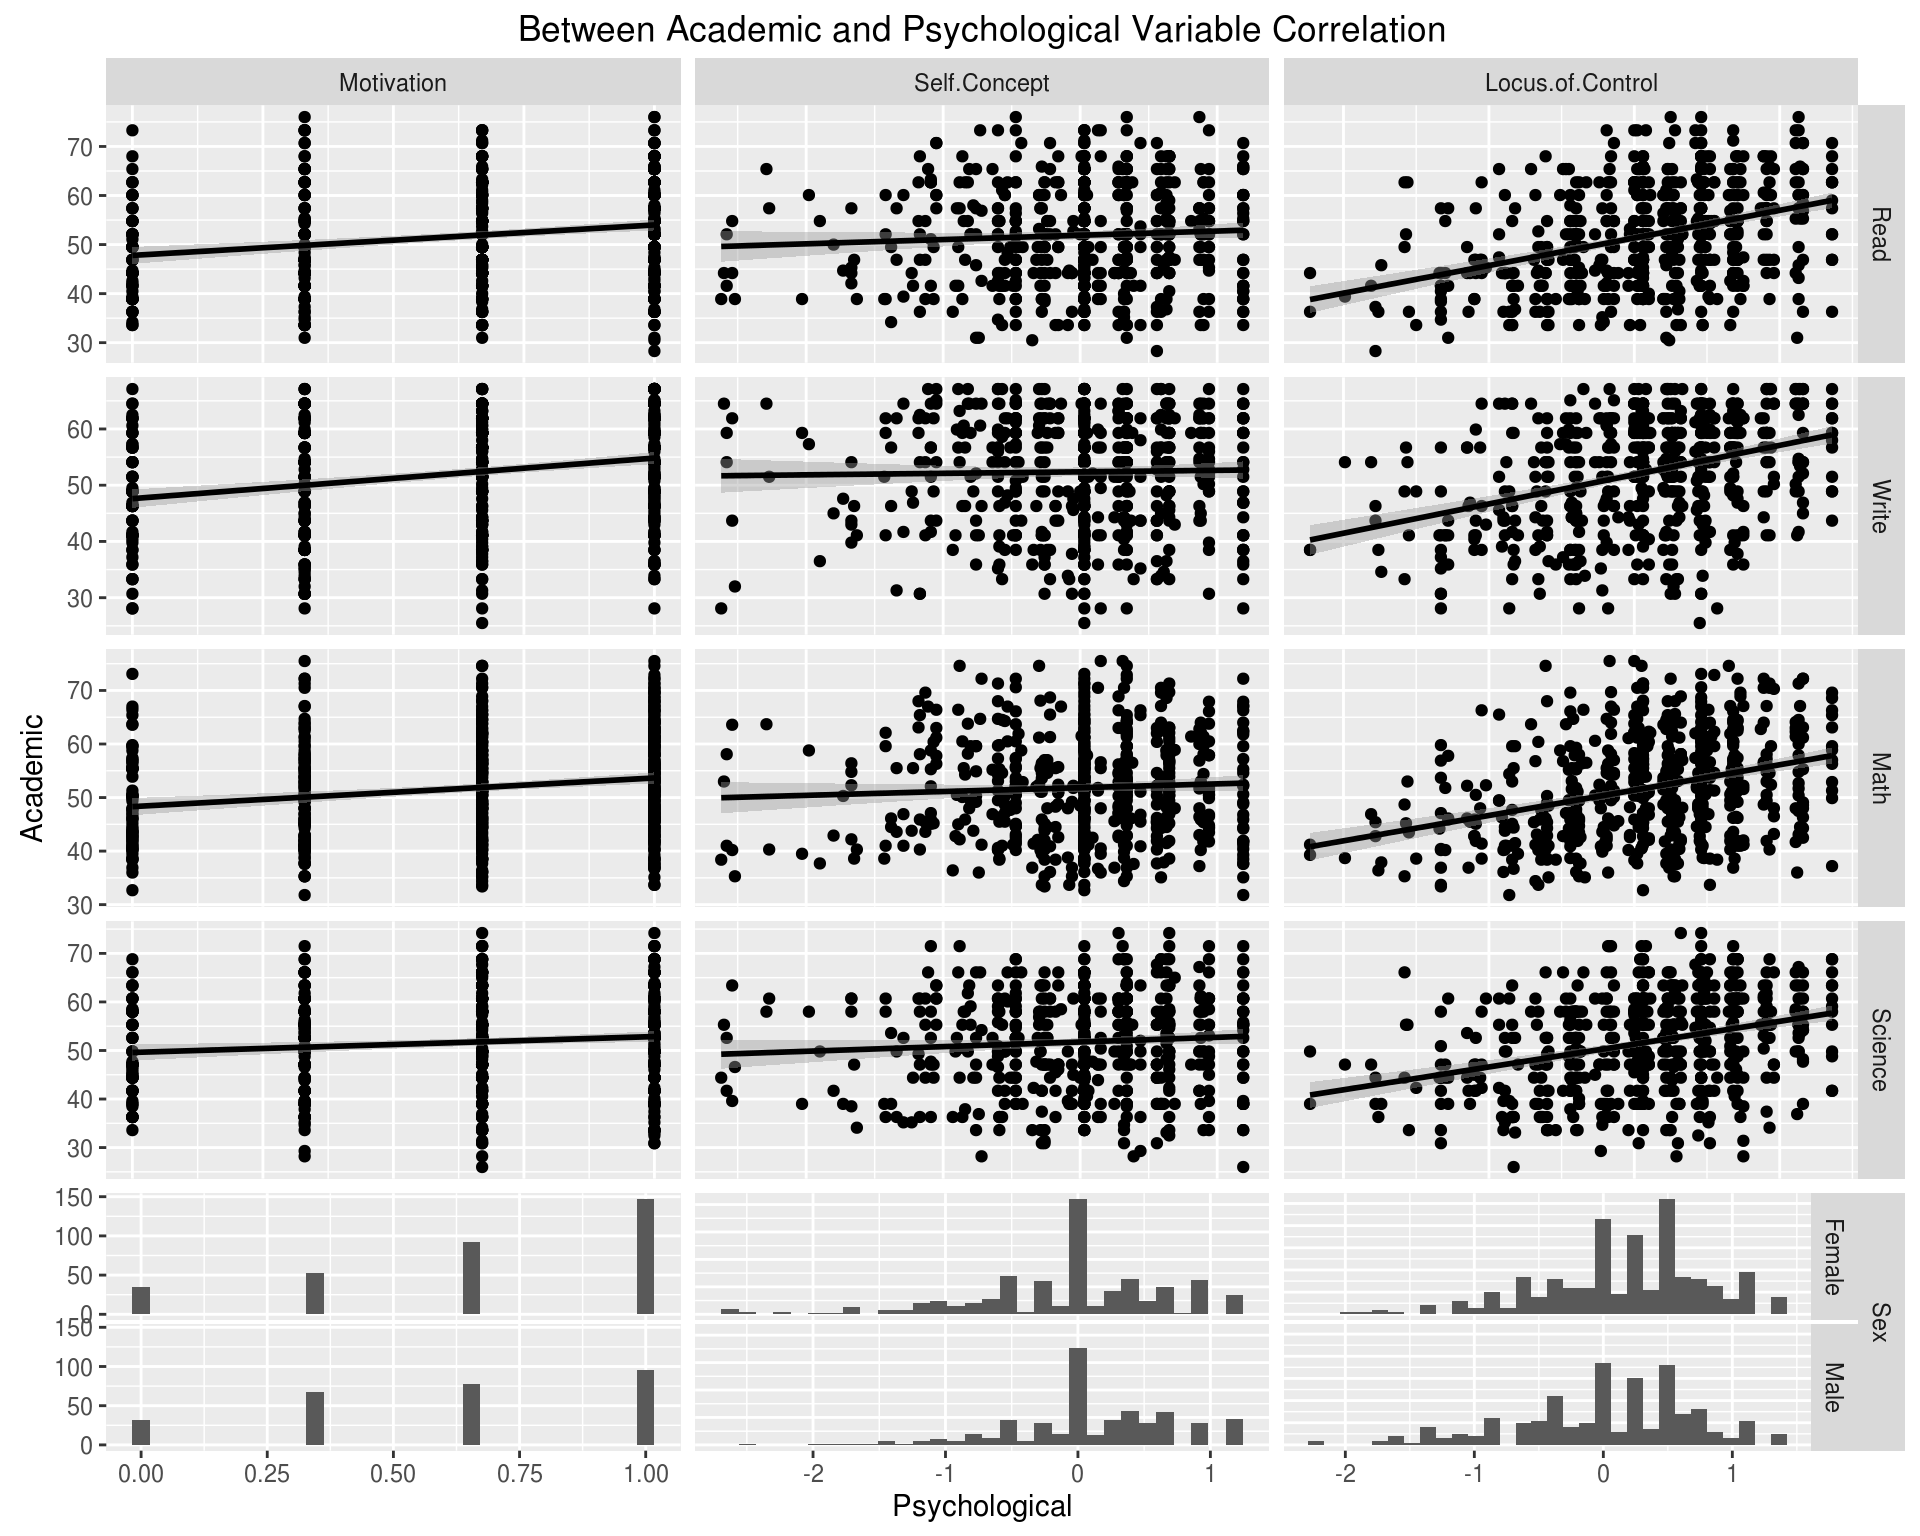 Between Academic and Psychological Variable Correlation
Motivation
Self.Concept
Locus.of.Control
70
60
50
40
30
Read
60
50
40
30
Write
70
60
50
40
30
Math
70
60
50
40
30
Science
150
100
50
0
Female
150
100
50
0
Male
Sex
Academic
0.00 0.25 0.50 0.75 1.00
-2 -1 0 1
-2 -1 0 1
Psychological